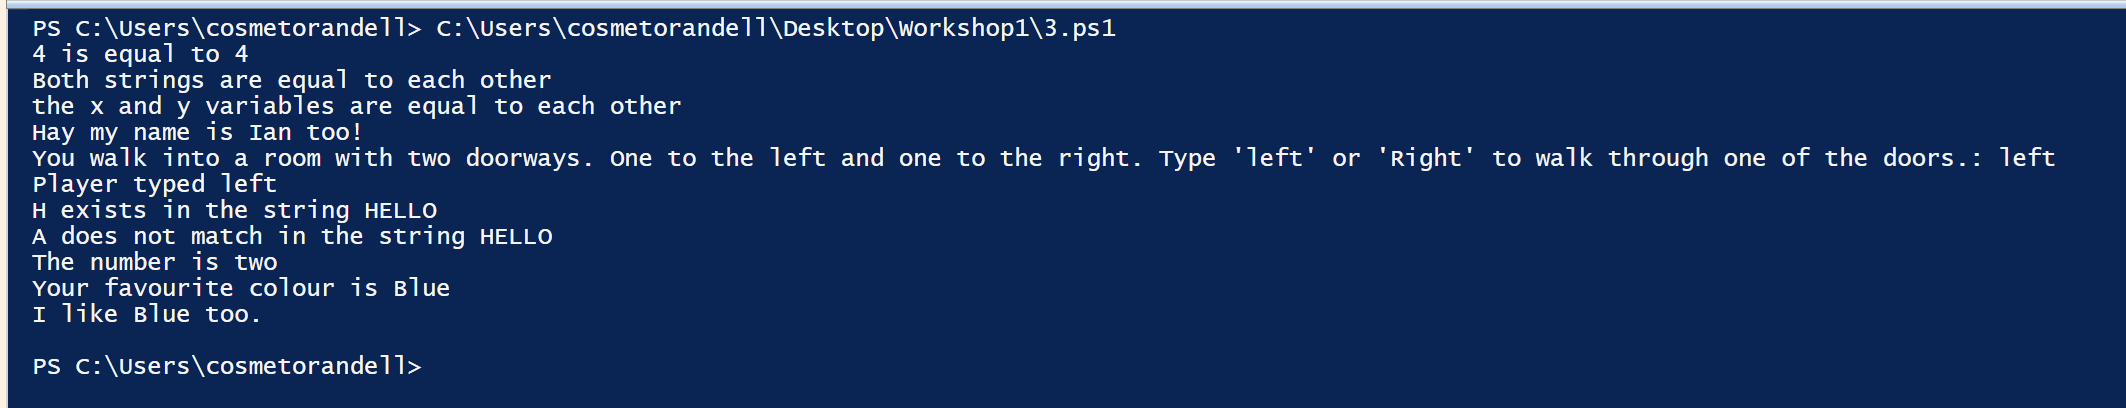 PS C:\Users\cosmetorandell> C:\Users\cosmetorandell\Desktop\Workshop1\3.ps1
4 is equal to 4
Both strings are equal to each other
the x and y variables are equal to each other
Hay my name is Ian too!
You walk into a room with two doorways. One to the left and one to the right. Type 'left' or 'Right' to walk through one of the doors.: left
Player typed left
H exists in the string HELLO
A does not match in the string HELLO
The number is two
Your favourite colour is Blue
I like Blue too.
PS C:\Users\cosmetorandell>